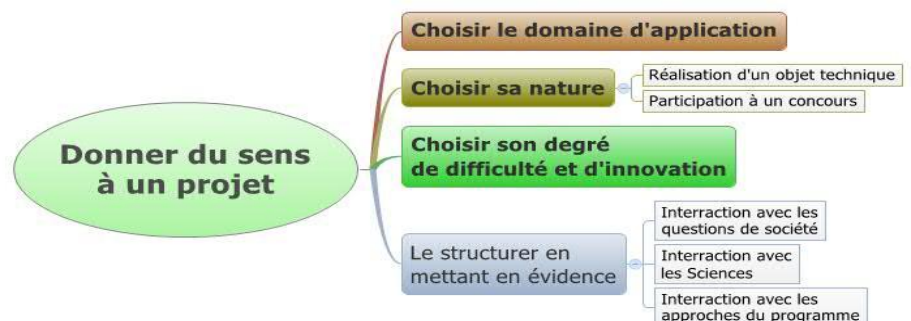 Donner du sens
à un projet
Choisir le domaine d'application
Choisir sa nature
Réalisation d'un objet technique
Participation à un concours
Choisir son degré
de difficulté et d'innovation
Le structurer en
mettant en évidence
Interraction avec les
questions de société
Interraction avec
les Sciences
Interraction avec les
approches du programme